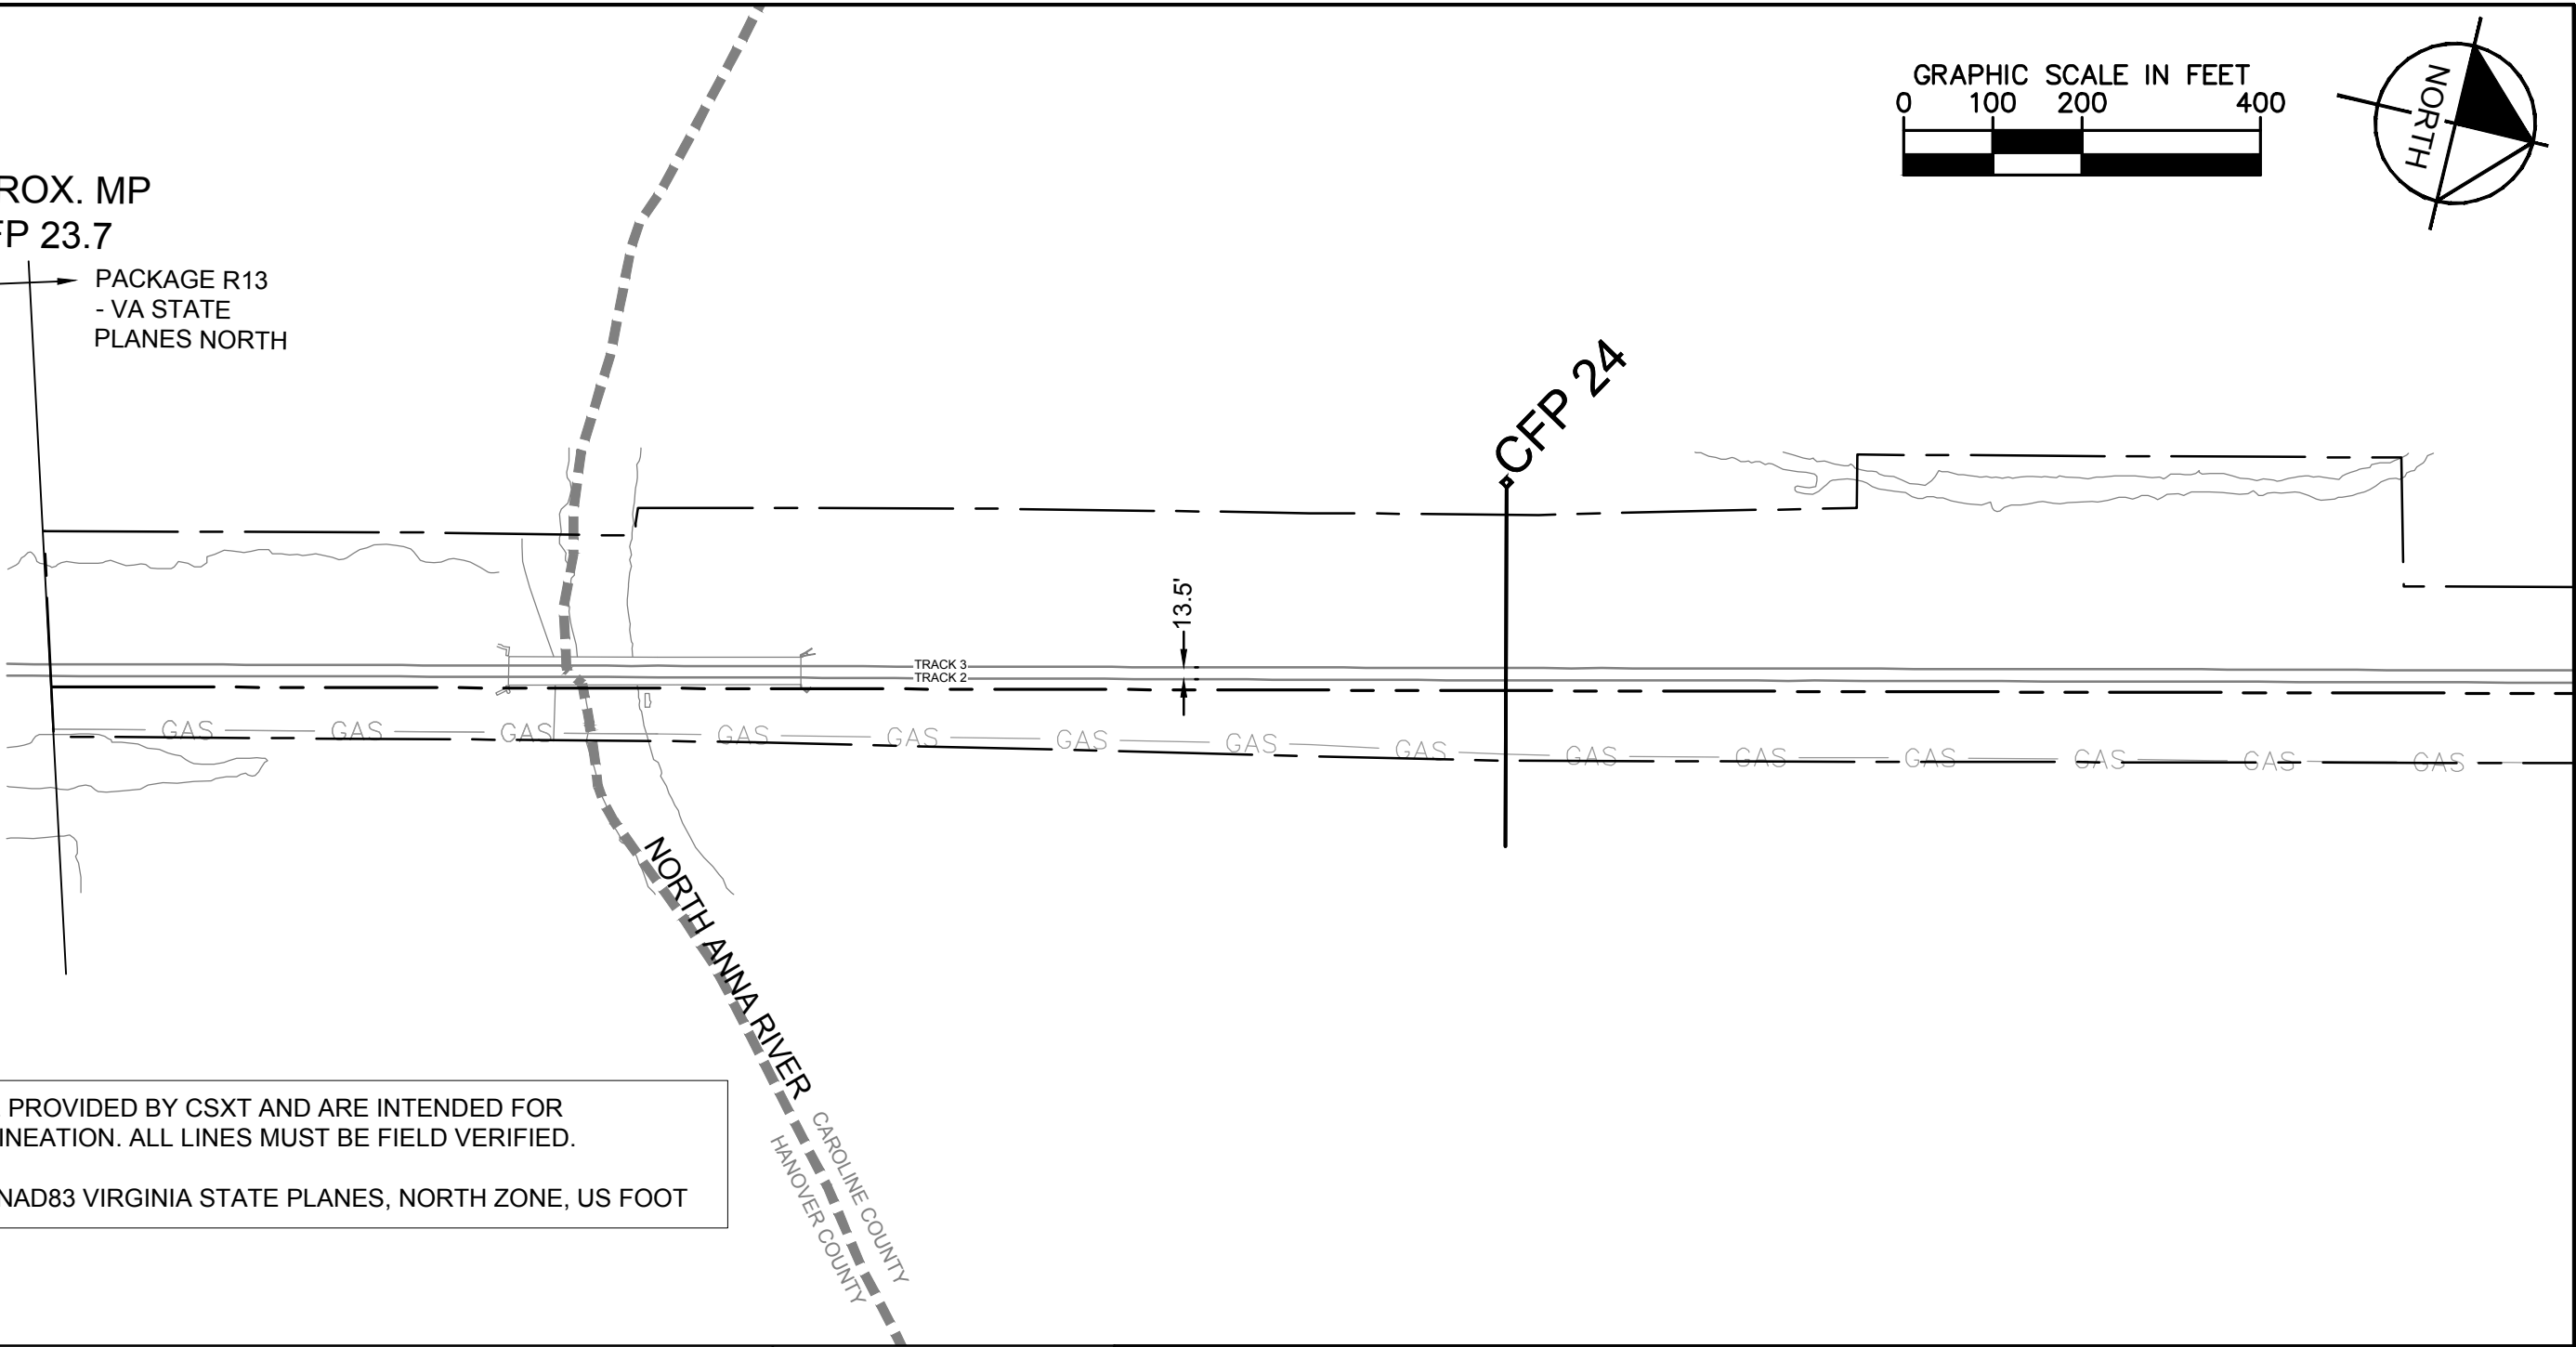 GRAPHIC SCALE IN FEET
0 100 200 400
NORTH
ROX. MP
FP 23.7
PACKAGE R13
- VA STATE
PLANES NORTH
CFP 24
13.5'
TRACK 3
TRACK 2
GAS GAS GAS GAS GAS GAS GAS GAS GAS GAS GAS GAS GAS GAS
NORTH ANNA RIVER
CAROLINE COUNTY
HANOVER COUNTY
PROVIDED BY CSXT AND ARE INTENDED FOR
INEATION. ALL LINES MUST BE FIELD VERIFIED.
NAD83 VIRGINIA STATE PLANES, NORTH ZONE, US FOOT